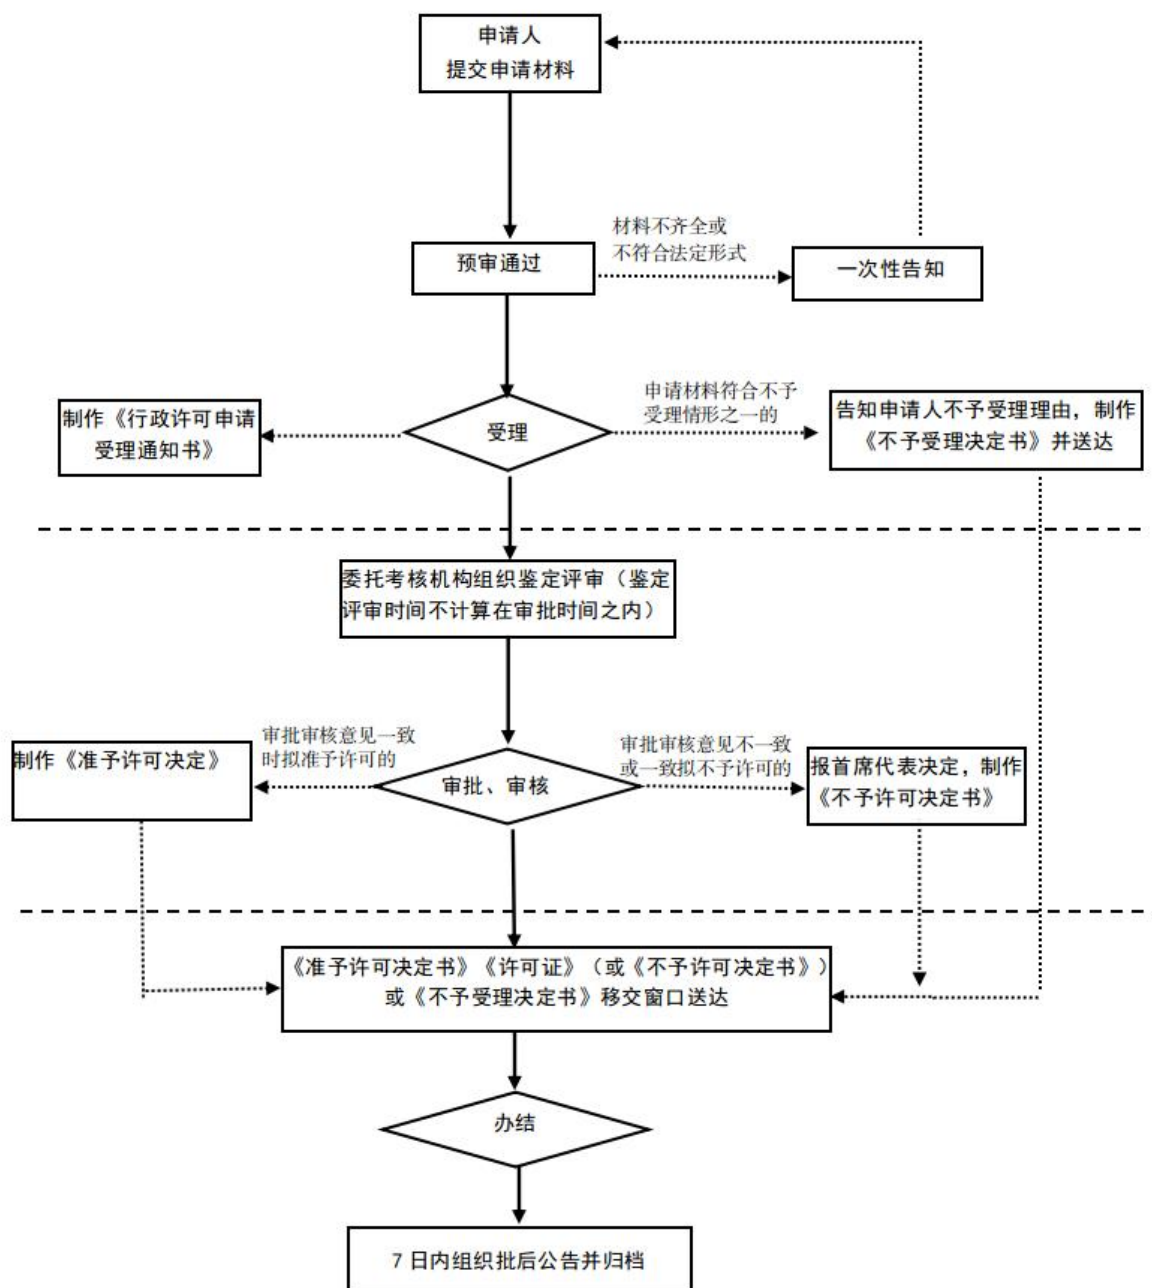 申请人
提交申请材料
材料不齐全或
不符合法定形式
预审通过
一次性告知
申请材料符合不予
受理情形之一的
制作《行政许可申请
受理通知书》
受理
告知申请人不予受理理由，制作
《不予受理决定书》并送达
委托考核机构组织鉴定评审（鉴定
评审时间不计算在审批时间之内）
审批审核意见一致
时拟准予许可的
审批审核意见不一致
或一致拟不予许可的
制作《准予许可决定》
审批、审核
报首席代表决定，制作
《不予许可决定书》
《准予许可决定书》《许可证》（或《不予许可决定书》）
或《不予受理决定书》移交窗口送达
办结
7 日内组织批后公告并归档